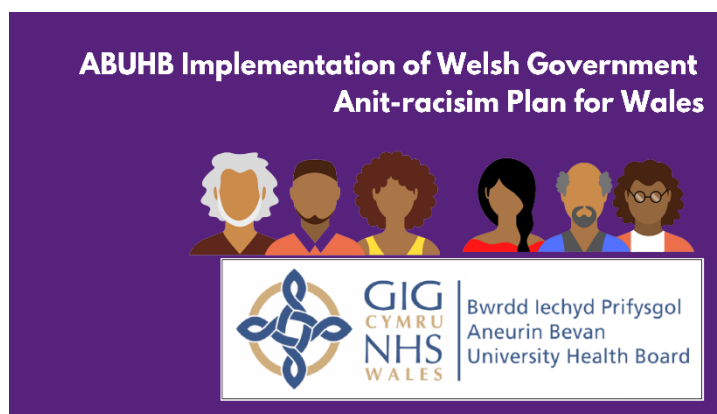 ABUHB Implementation of Welsh Government
Anit-racisim Plan for Wales
GIG
CYMRU
NHS
WALES
Bwrdd Iechyd Prifysgol
Aneurin Bevan
University Health Board